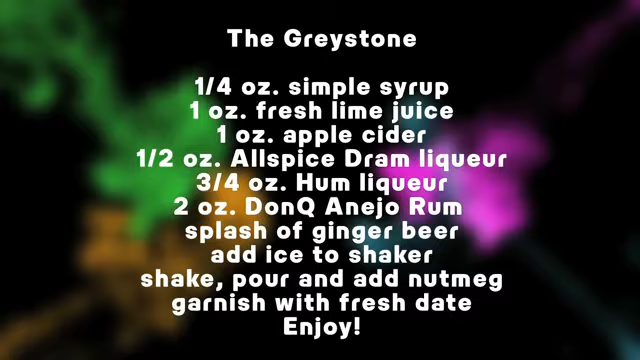 The Greystone
1/4 oz. simple syrup
1 oz. fresh lime juice
1 oz. apple cider
1/2 oz. Allspice Dram liqueur
3/4 oz. Hum liqueur
2 oz. DonQ Anejo Rum
splash of ginger beer
add ice to shaker
shake, pour and add nutmeg
garnish with fresh date
Enjoy!